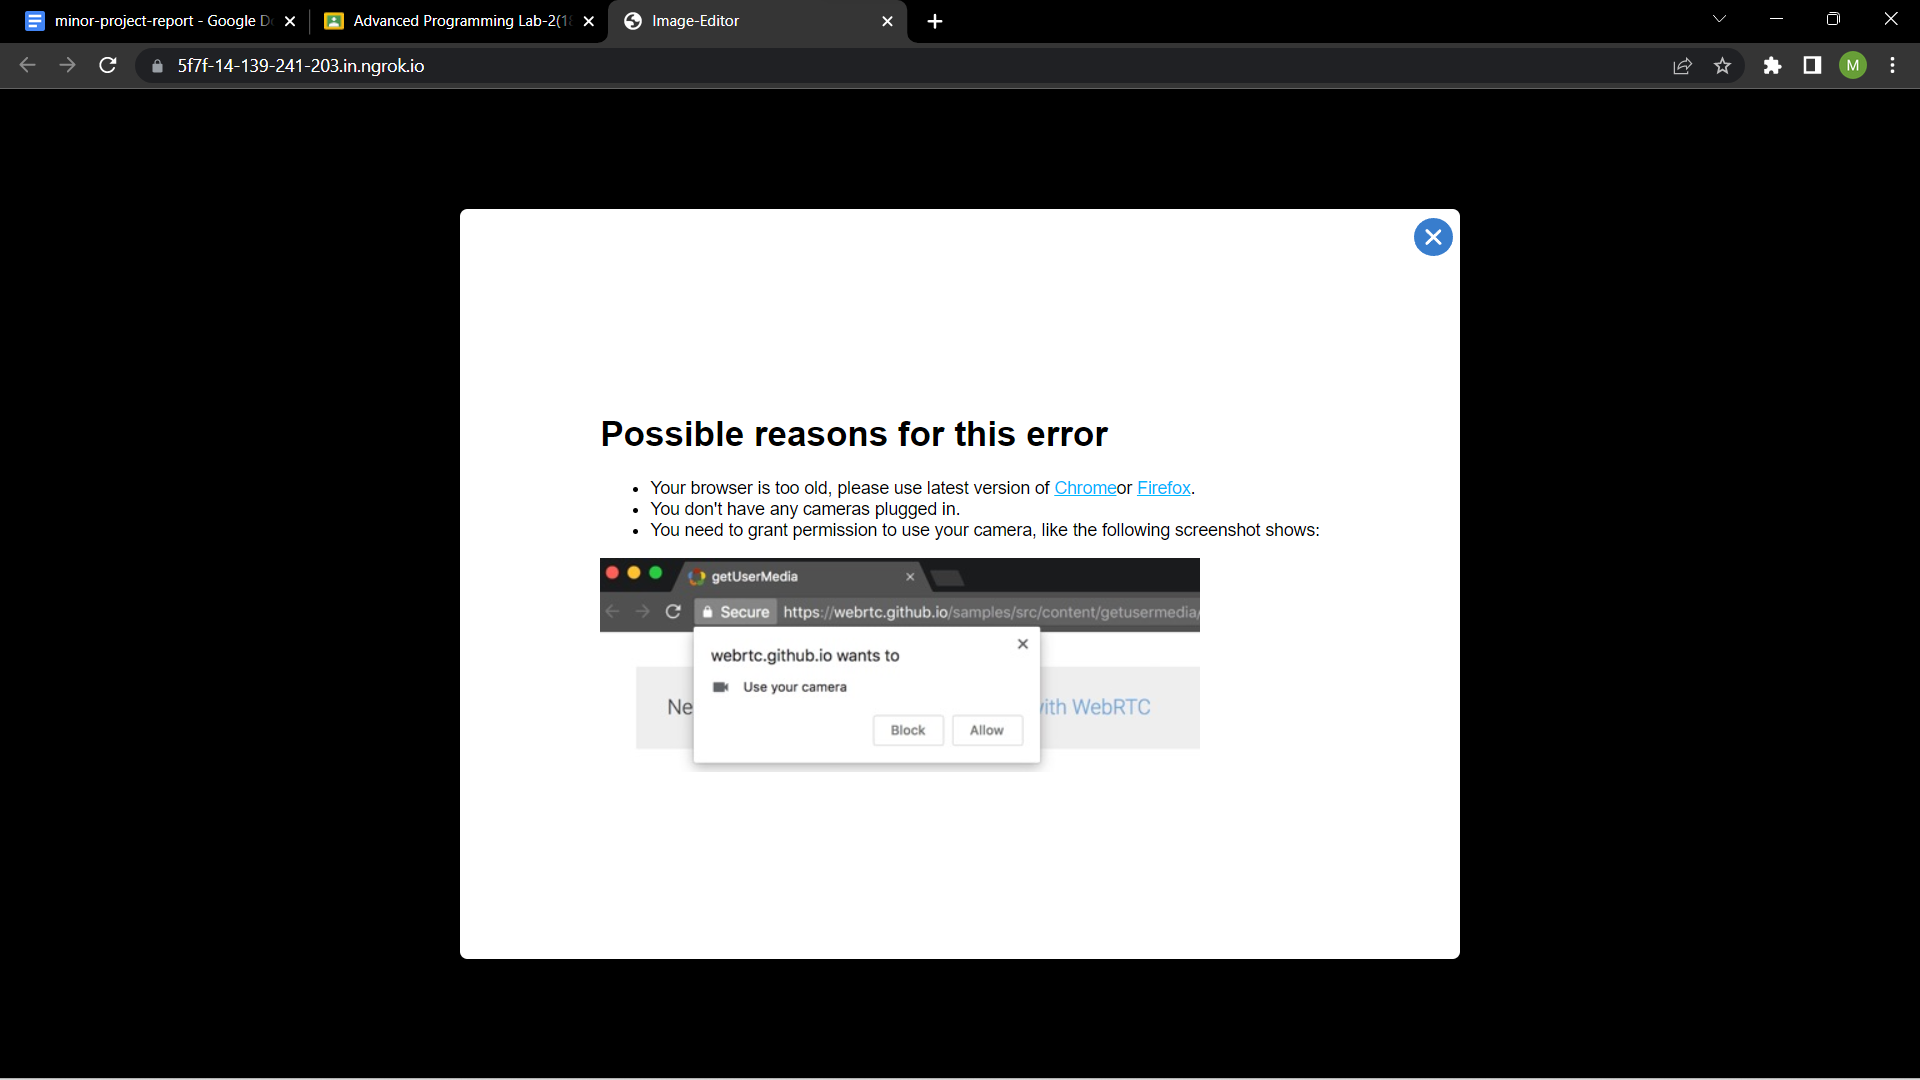 minor-project-report - Google D
Advanced Programming Lab-2(1
Image-Editor
5f7f-14-139-241-203.in.ngrok.io
M
Possible reasons for this error
• Your browser is too old, please use latest version of Chromeor Firefox.
• You don't have any cameras plugged in.
• You need to grant permission to use your camera, like the following screenshot shows:
getUserMedia
Secure https://webrtc.github.io/samples/src/content/getusermedia/
webrtc.github.io wants to
Use your camera
Ne
with WebRTC
Block Allow